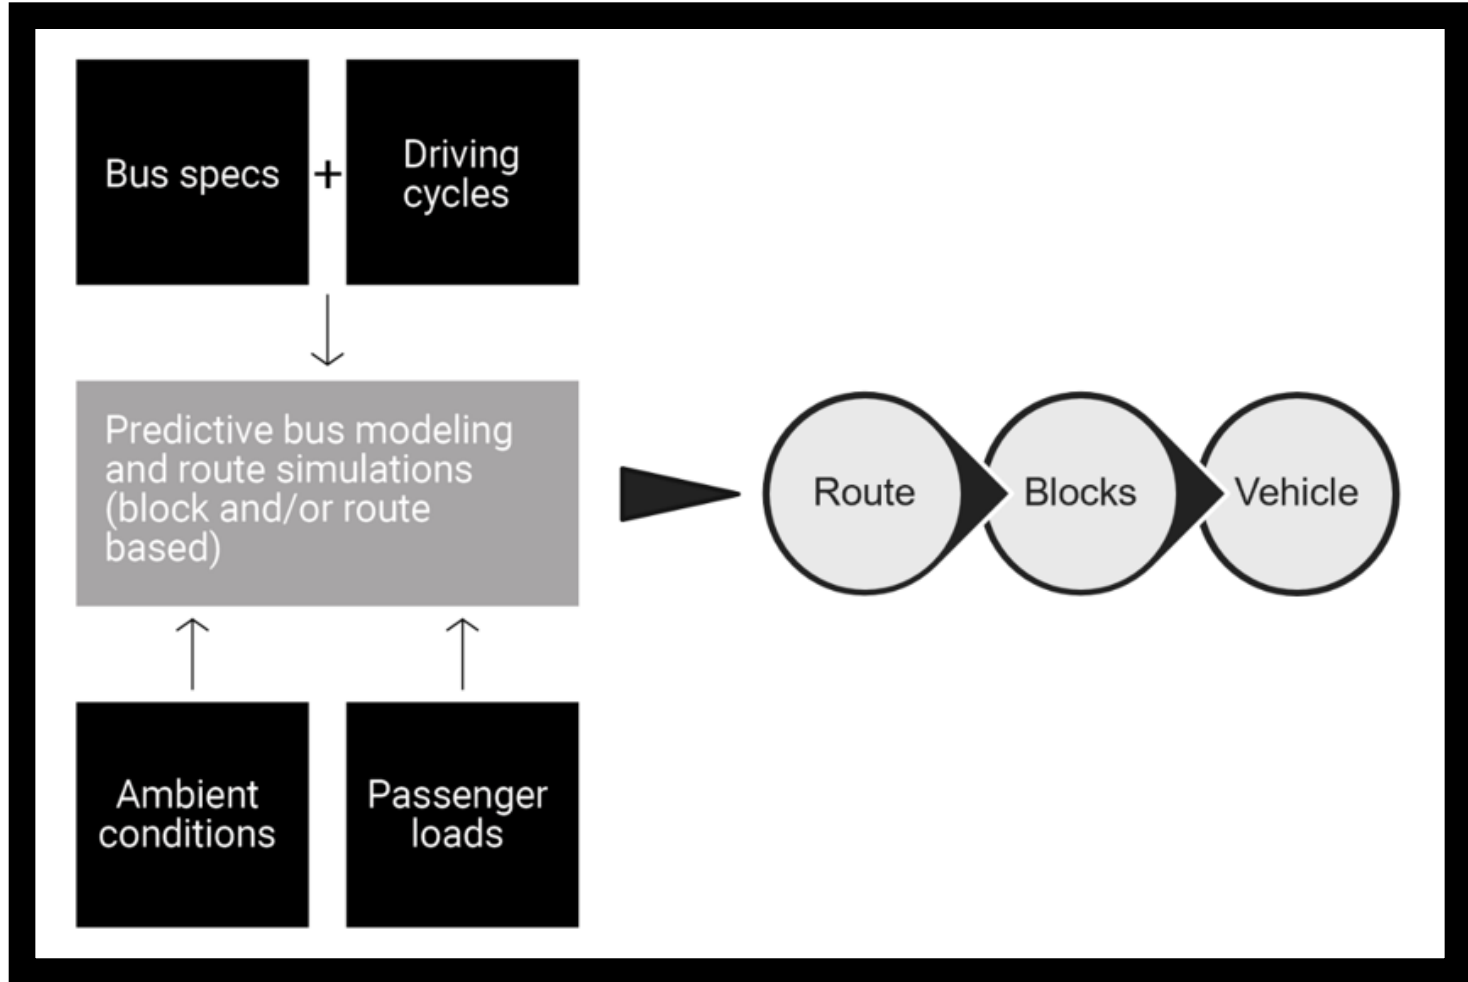 Bus specs
+
Driving
cycles
Predictive bus modeling
and route simulations
(block and/or route
based)
Route
Blocks
Vehicle
Ambient
conditions
Passenger
loads